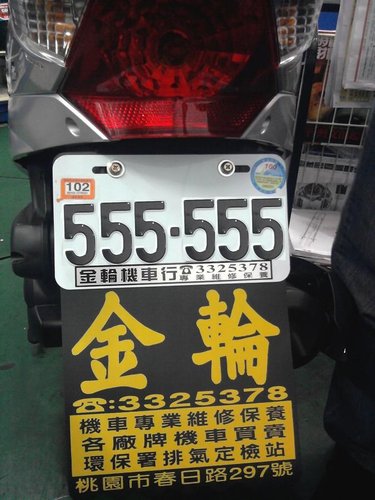 102
100
555·555
金輪機車行☎3325378
專業維修保養
金輪
☎:3325378
機車專業維修保養
各廠牌機車買賣
環保署排氣定檢站
桃園市春日路297號